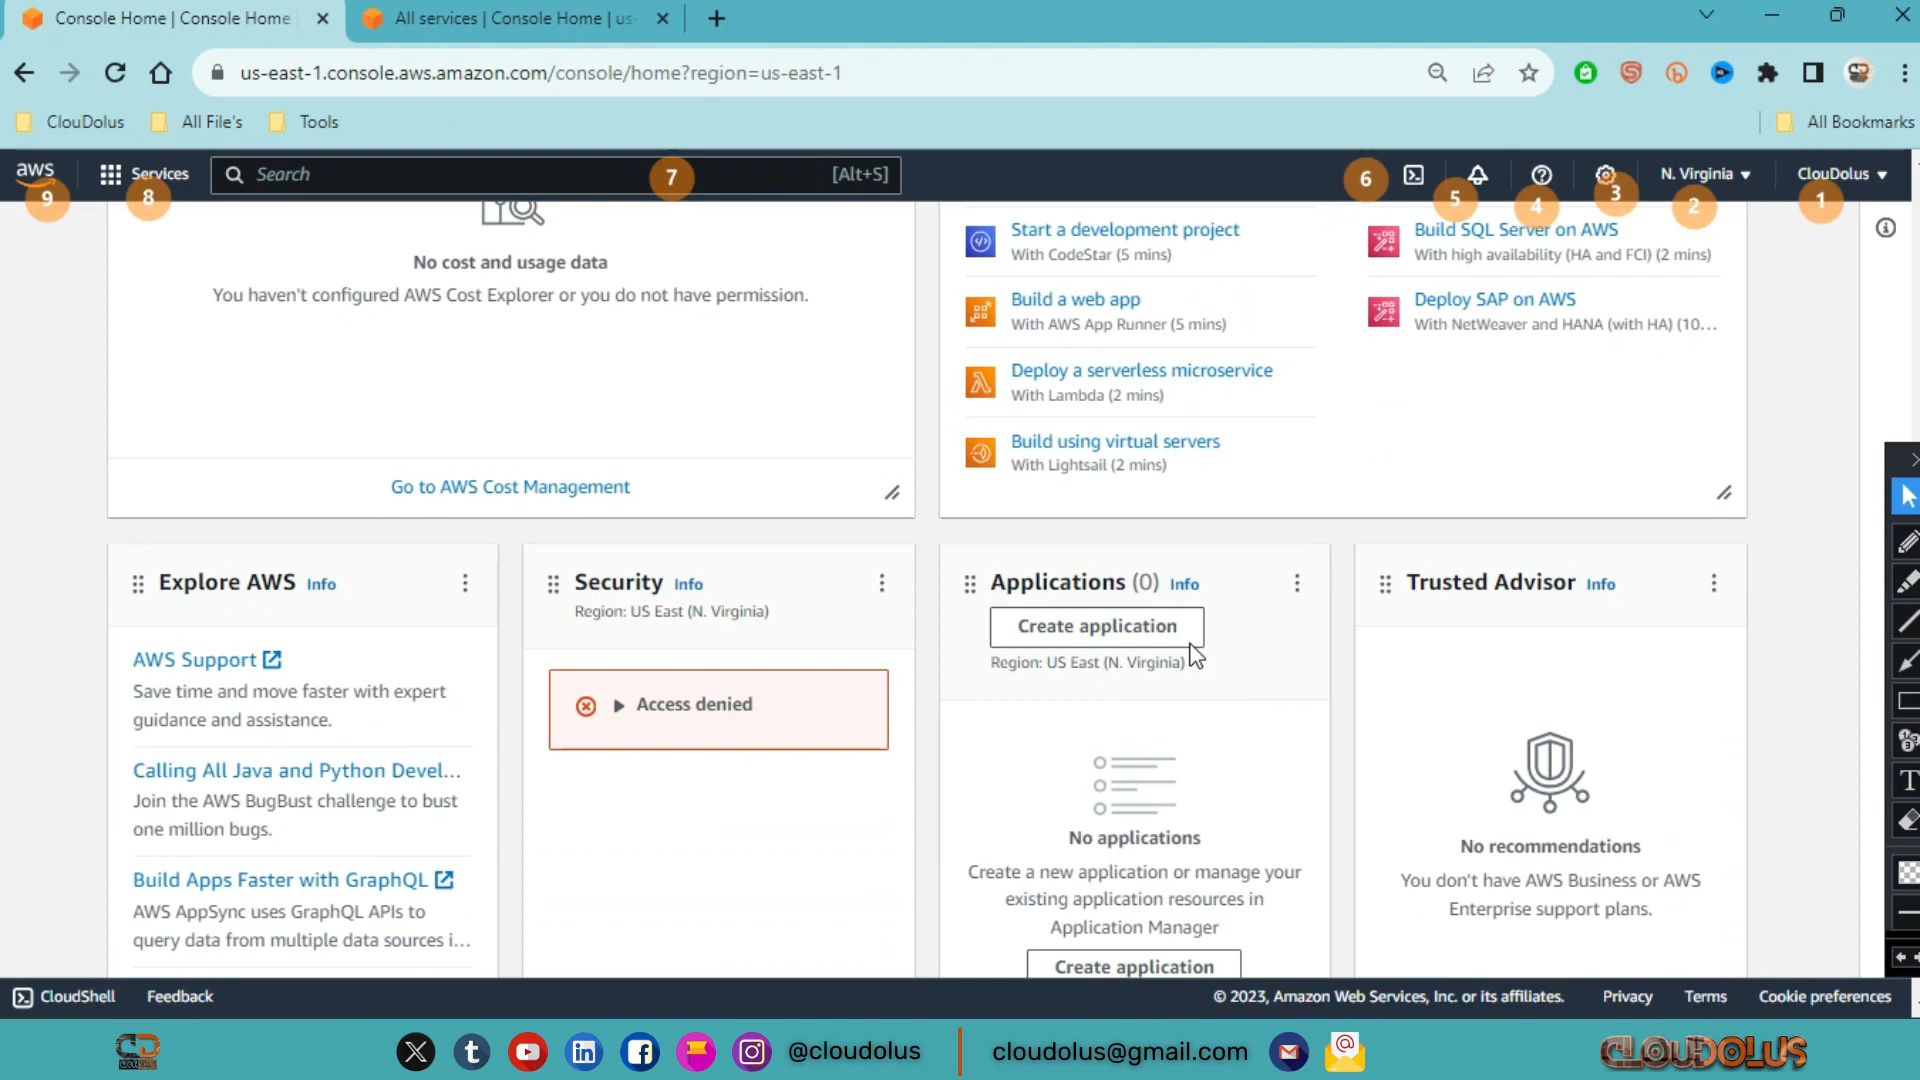 Console Home | Console Home
All services | Console Home | us-
us-east-1.console.aws.amazon.com/console/home?region=us-east-1
ClouDolus
All File's
Tools
All Bookmarks
aws
Services
Search
[Alt+S]
N. Virginia
ClouDolus
9
8
7
6
5
4
3
2
1
No cost and usage data
You haven't configured AWS Cost Explorer or you do not have permission.
Go to AWS Cost Management
Start a development project
With CodeStar (5 mins)
Build a web app
With AWS App Runner (5 mins)
Deploy a serverless microservice
With Lambda (2 mins)
Build using virtual servers
With Lightsail (2 mins)
Build SQL Server on AWS
With high availability (HA and FCI) (2 mins)
Deploy SAP on AWS
With NetWeaver and HANA (with HA) (10...
Explore AWS Info
AWS Support
Save time and move faster with expert
guidance and assistance.
Calling All Java and Python Devel...
Join the AWS BugBust challenge to bust
one million bugs.
Build Apps Faster with GraphQL
AWS AppSync uses GraphQL APIs to
query data from multiple data sources i...
Security Info
Region: US East (N. Virginia)
Access denied
Applications (0) Info
Create application
Region: US East (N. Virginia)
No applications
Create a new application or manage your
existing application resources in
Application Manager
Create application
Trusted Advisor Info
No recommendations
You don't have AWS Business or AWS
Enterprise support plans.
CloudShell
Feedback
© 2023, Amazon Web Services, Inc. or its affiliates.
Privacy
Terms
Cookie preferences
@cloudolus
cloudolus@gmail.com
CLOUDOLUS